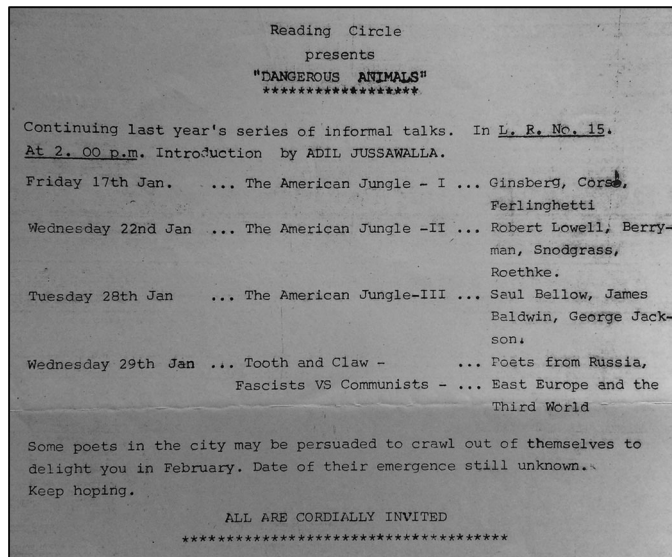 Reading Circle
presents
"DANGEROUS ANIMALS"
******************
Continuing last year's series of informal talks. In L. R. No. 15.
At 2. 00 p.m. Introduction by ADIL JUSSAWALLA.
Friday 17th Jan. ... The American Jungle - I ... Ginsberg, Corso,
Ferlinghetti
Wednesday 22nd Jan ... The American Jungle -II ... Robert Lowell, Berry-
man, Snodgrass,
Roethke.
Tuesday 28th Jan ... The American Jungle-III ... Saul Bellow, James
Baldwin, George Jack-
son.
Wednesday 29th Jan ... Tooth and Claw - ... Poets from Russia,
Fascists VS Communists - ... East Europe and the
Third World
Some poets in the city may be persuaded to crawl out of themselves to
delight you in February. Date of their emergence still unknown.
Keep hoping.
ALL ARE CORDIALLY INVITED
*************************************